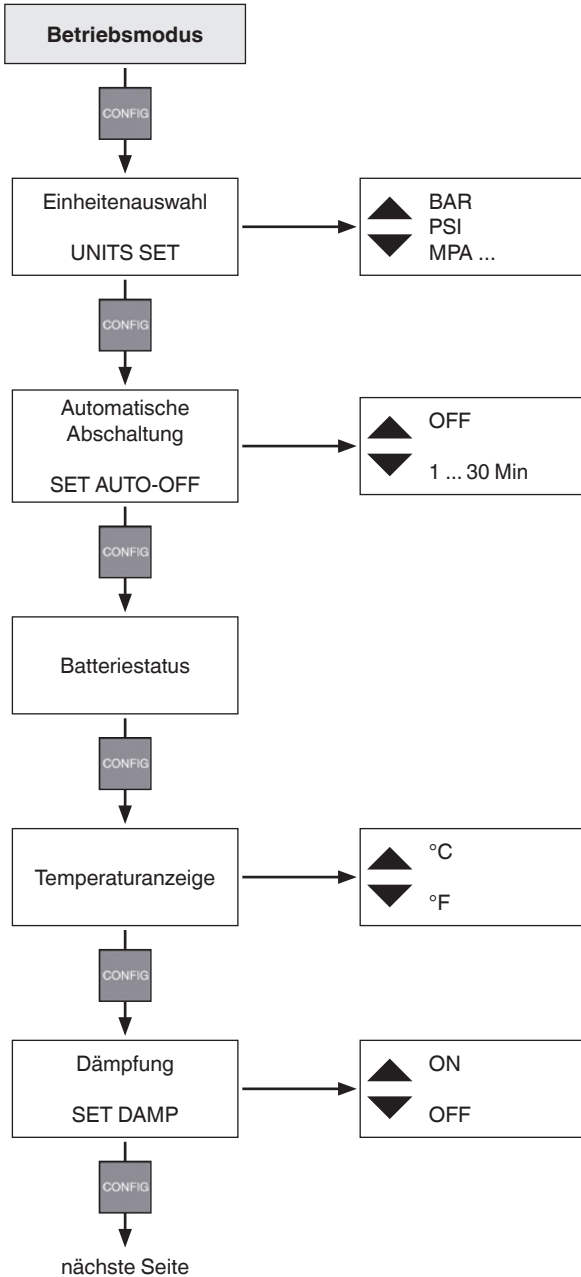 Betriebsmodus
CONFIG
Einheitenauswahl
UNITS SET
BAR
PSI
MPA ...
CONFIG
Automatische
Abschaltung
SET AUTO-OFF
OFF
1 ... 30 Min
CONFIG
Batteriestatus
CONFIG
Temperaturanzeige
°C
°F
CONFIG
Dämpfung
SET DAMP
ON
OFF
CONFIG
nächste Seite